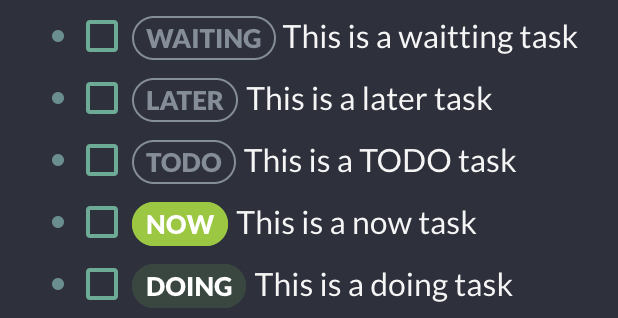 WAITING This is a waitting task
LATER This is a later task
TODO This is a TODO task
NOW This is a now task
DOING This is a doing task